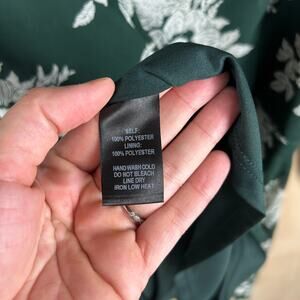 SELF:
100% POLYESTER
LINING:
100% POLYESTER
HAND WASH COLD
DO NOT BLEACH
LINE DRY
IRON LOW HEAT